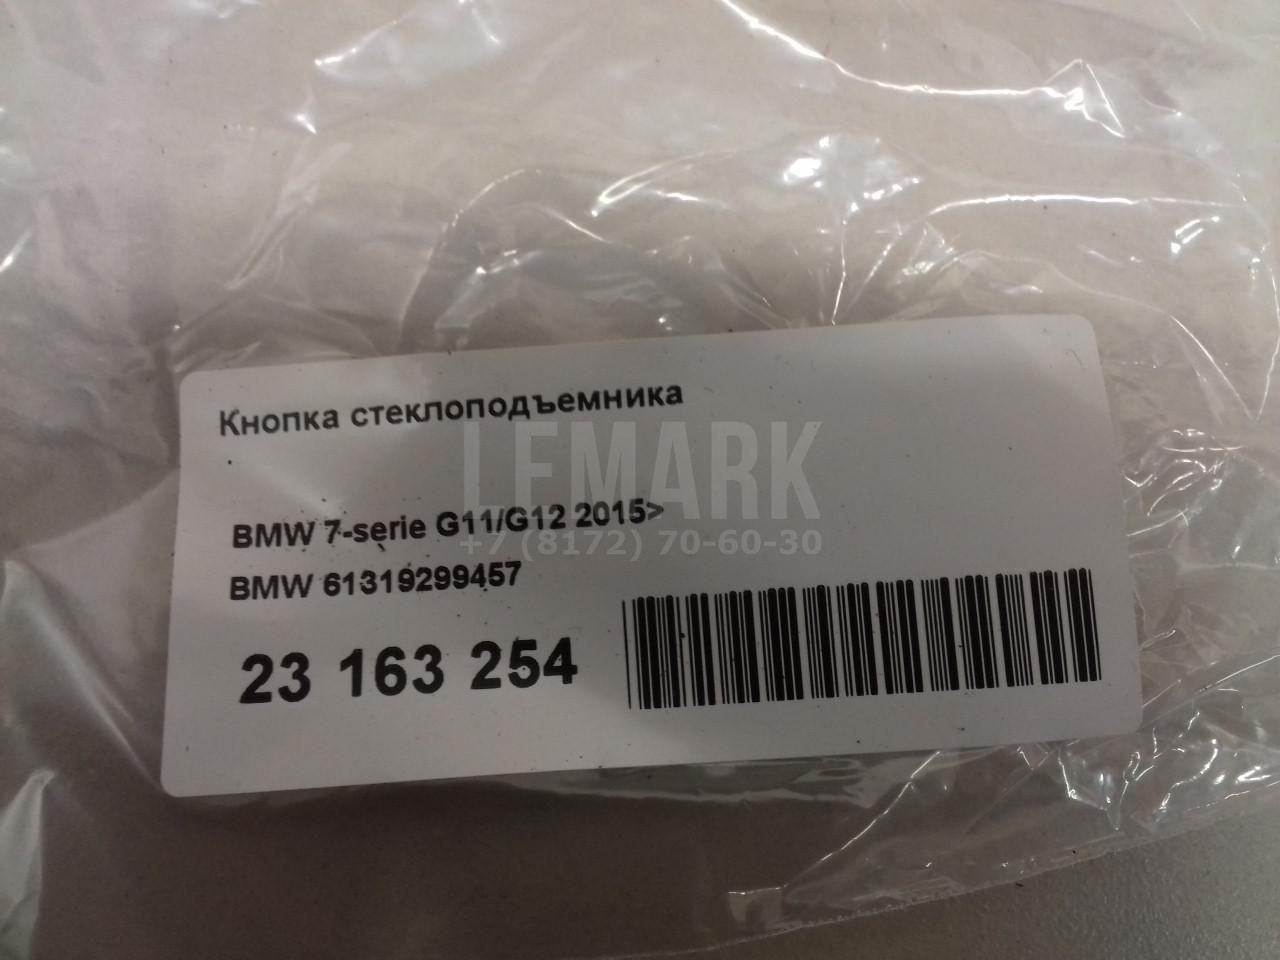 Кнопка стеклоподъемника
LEMARK
BMW 7-serie G11/G12 2015>
+7 (8172) 70-60-30
BMW 61319299457
23 163 254